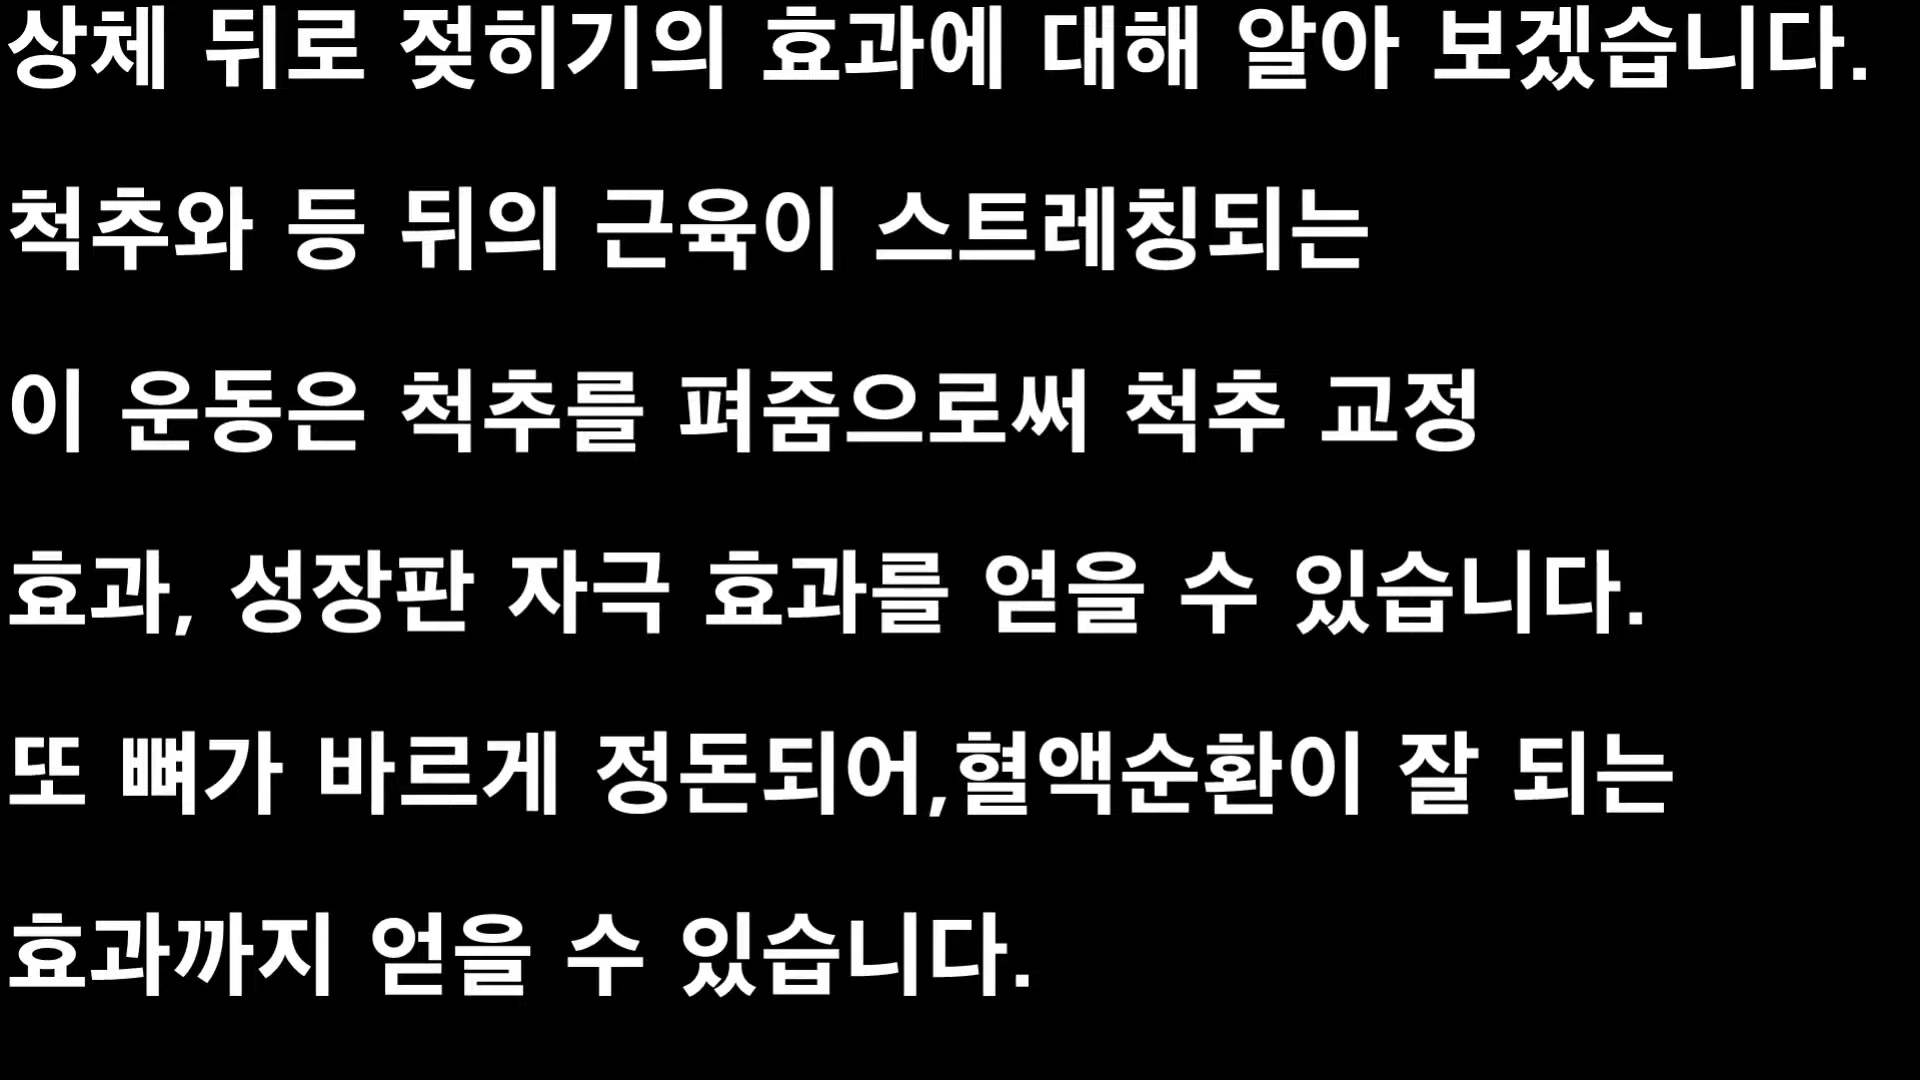 상체 뒤로 젖히기의 효과에 대해 알아 보겠습니다.
척추와 등 뒤의 근육이 스트레칭되는
이 운동은 척추를 펴줌으로써 척추 교정
효과, 성장판 자극 효과를 얻을 수 있습니다.
또 뼈가 바르게 정돈되어,혈액순환이 잘 되는
효과까지 얻을 수 있습니다.